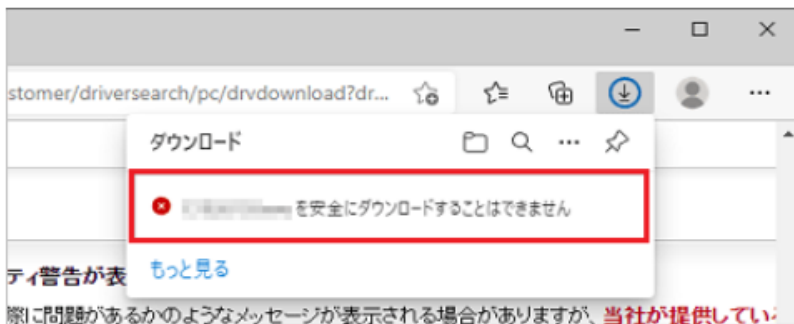 stomer/driversearch/pc/drvdownload?dr...
ダウンロード
を安全にダウンロードすることはできません
もっと見る
ティ警告が表
際に問題があるかのようなメッセージが表示される場合がありますが、当社が提供してい